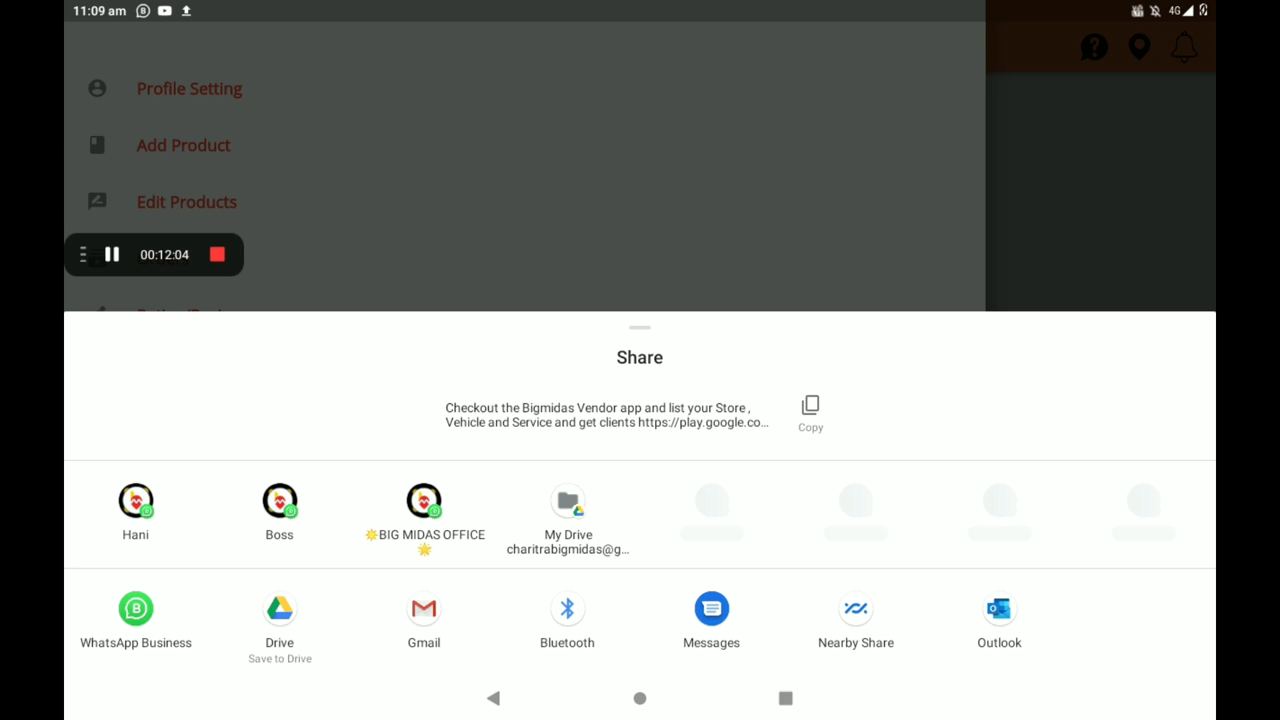 11:09 am
4G
Profile Setting
Add Product
Edit Products
00:12:04
Share
Checkout the Bigmidas Vendor app and list your Store ,
Vehicle and Service and get clients https://play.google.co...
Copy
Hani
Boss
🌟BIG MIDAS OFFICE
🌟
My Drive
charitrabigmidas@g...
WhatsApp Business
Drive
Save to Drive
Gmail
Bluetooth
Messages
Nearby Share
Outlook